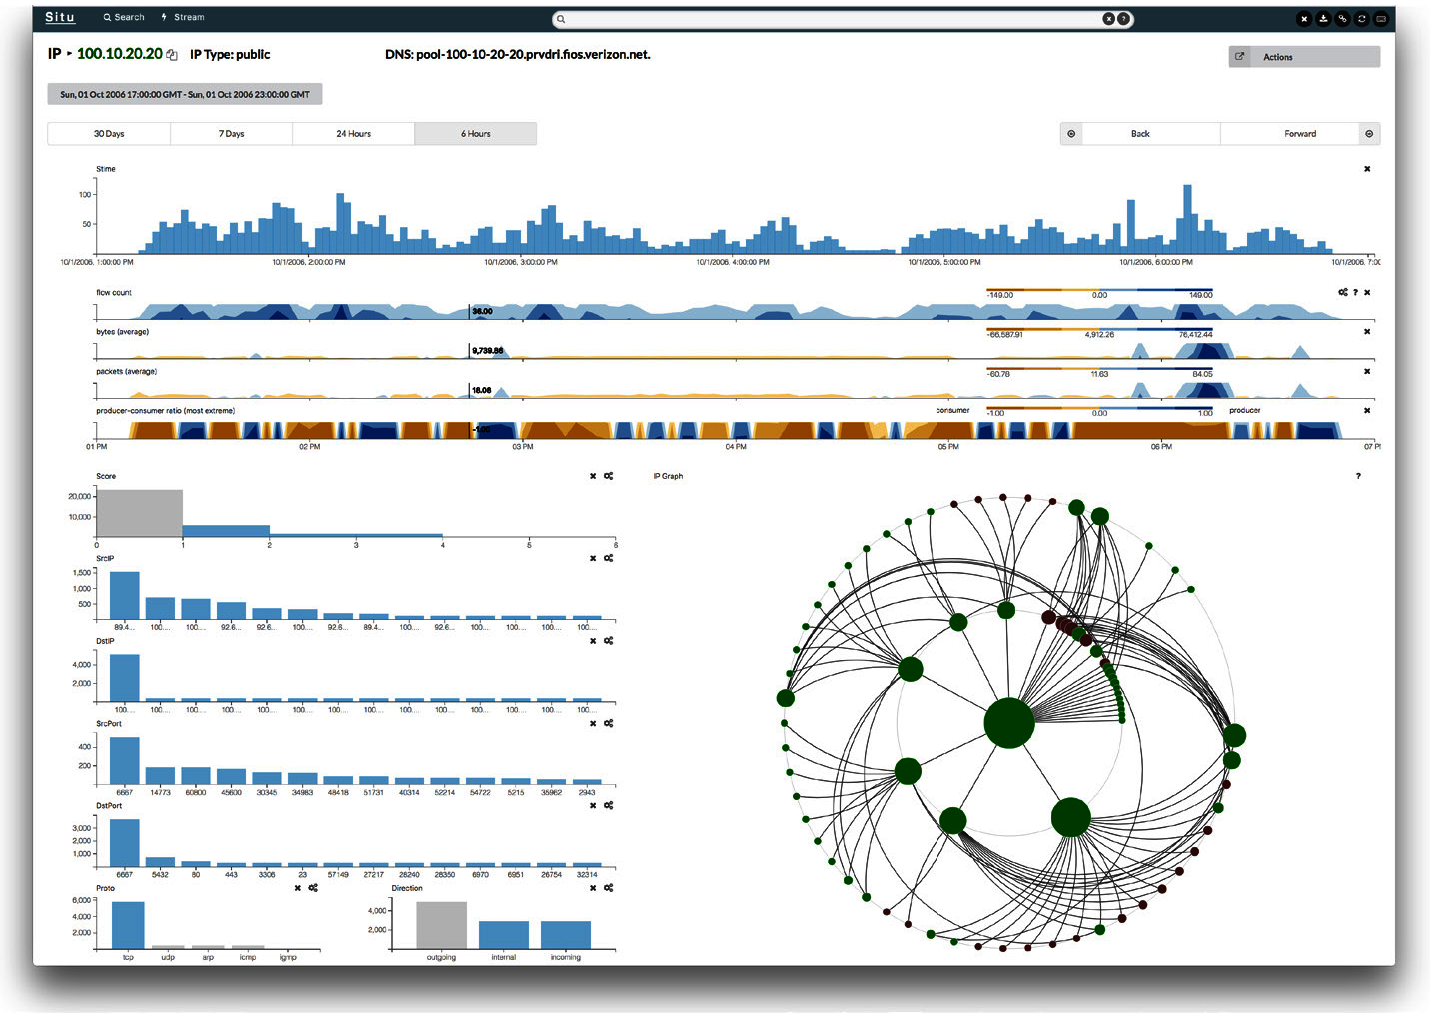 Situ Search Stream
IP ▸ 100.10.20.20 IP Type: public DNS: pool-100-10-20-20.prvdri.fios.verizon.net.
Actions
Sun, 01 Oct 2006 17:00:00 GMT - Sun, 01 Oct 2006 23:00:00 GMT
30 Days 7 Days 24 Hours 6 Hours Back Forward
Stime
100
50
10/1/2006, 1:00:00 PM 10/1/2006, 2:00:00 PM 10/1/2006, 3:00:00 PM 10/1/2006, 4:00:00 PM 10/1/2006, 5:00:00 PM 10/1/2006, 6:00:00 PM 10/1/2006, 7:0
flow count
-149.00 0.00 149.00
36.00
bytes (average)
-66,587.91 4,912.26 76,412.44
9,739.86
packets (average)
-60.78 11.63 84.05
16.06
producer-consumer ratio (most extreme) consumer -1.00 0.00 1.00 producer
-1.00
01 PM 02 PM 03 PM 04 PM 05 PM 06 PM 07 P
Score
20,000
10,000
0 1 2 3 4 5 6
SrcIP
1,500
1,000
500
89.4... 100.... 100.... 92.6... 92.6... 100.... 92.6... 89.4... 100.... 92.6... 100.... 100.... 100.... 100....
DstIP
4,000
2,000
100.... 100.... 100.... 100.... 100.... 100.... 100.... 100.... 100.... 100.... 100.... 100.... 100.... 100....
SrcPort
400
200
6667 14773 60800 45600 30345 34983 48418 51731 40314 52214 54722 5215 35962 2943
DstPort
3,000
2,000
1,000
6667 5432 80 443 3306 23 57149 27217 28240 28350 6970 6951 26754 32314
Proto
6,000
4,000
2,000
tcp udp arp icmp igmp
Direction
4,000
2,000
outgoing internal incoming
IP Graph